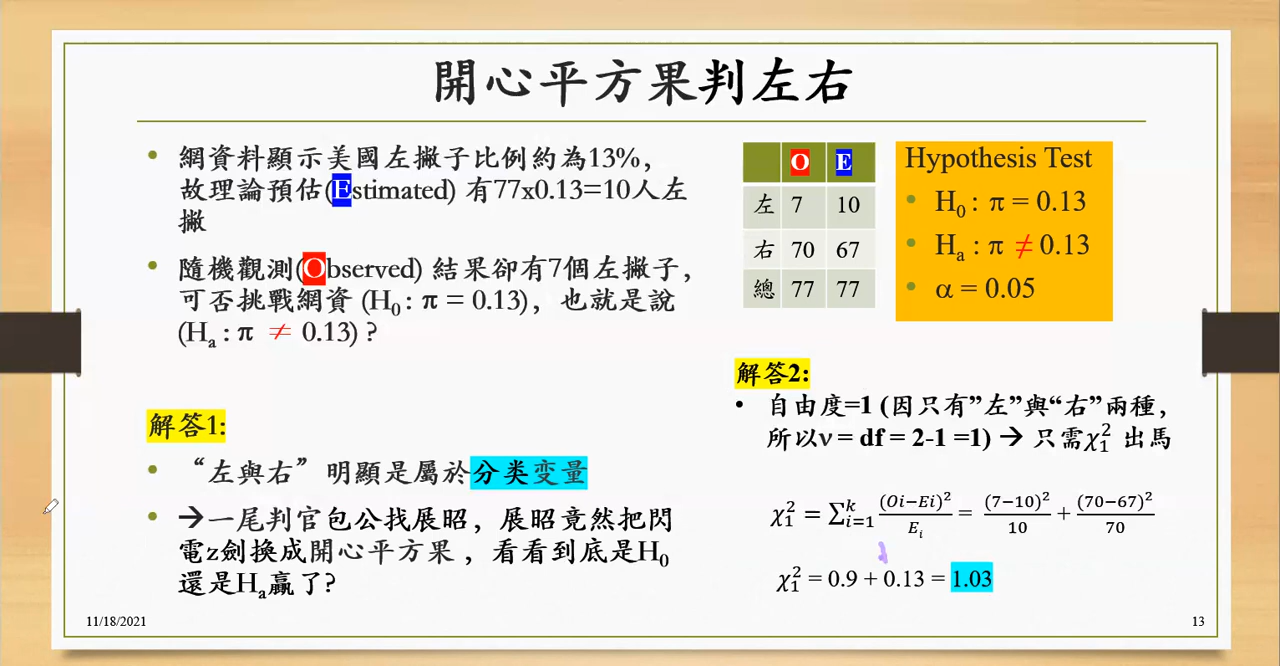 開心平方果判左右
• 網資料顯示美國左撇子比例約為13%,
故理論預估(Estimated) 有77x0.13=10人左
撇
• 隨機觀測(Observed) 結果卻有7個左撇子,
可否挑戰網資 (H₀ : π = 0.13), 也就是說
(Hₐ : π ≠ 0.13) ?
解答1:
• “左與右” 明顯是屬於分类变量
• →一尾判官包公找展昭, 展昭竟然把閃
電z劍換成開心平方果 , 看看到底是H₀
還是Hₐ贏了?
O E
左 7 10
右 70 67
總 77 77
Hypothesis Test
• H₀ : π = 0.13
• Hₐ : π ≠ 0.13
• α = 0.05
解答2:
• 自由度=1 (因只有”左”與“右”兩種,
所以ν = df = 2-1 =1) → 只需χ₁² 出馬
χ₁² = ∑ᵢ₌₁ᵏ (Oi−Ei)²/Eᵢ = (7−10)²/10 + (70−67)²/70
χ₁² = 0.9 + 0.13 = 1.03
11/18/2021
13